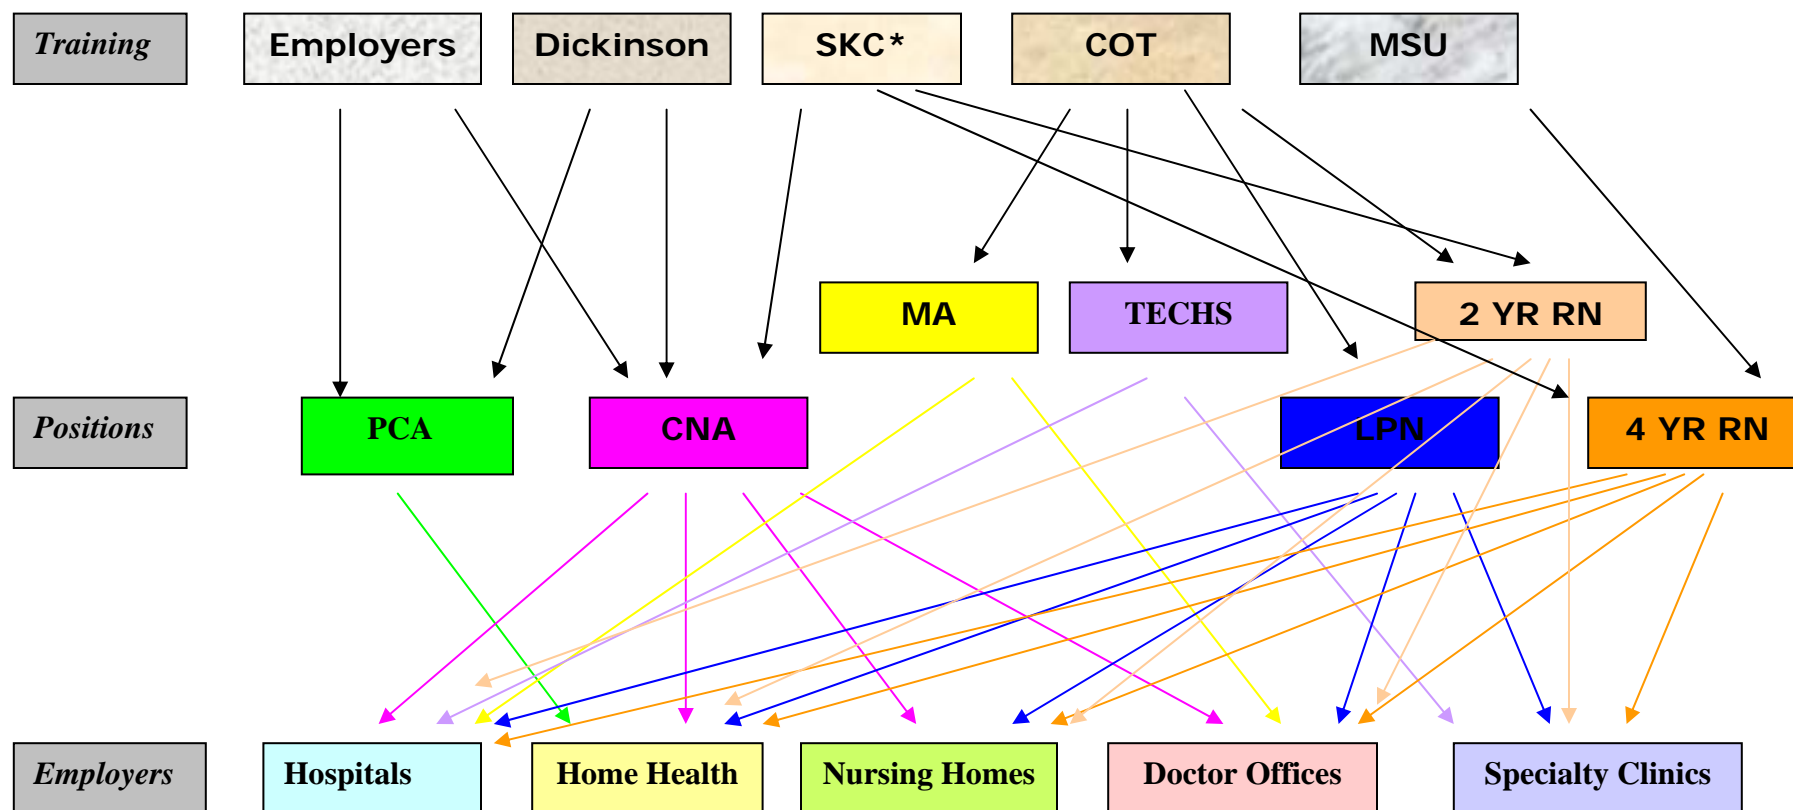 Training
Employers
Dickinson
SKC*
COT
MSU
MA
TECHS
2 YR RN
Positions
PCA
CNA
LPN
4 YR RN
Employers
Hospitals
Home Health
Nursing Homes
Doctor Offices
Specialty Clinics